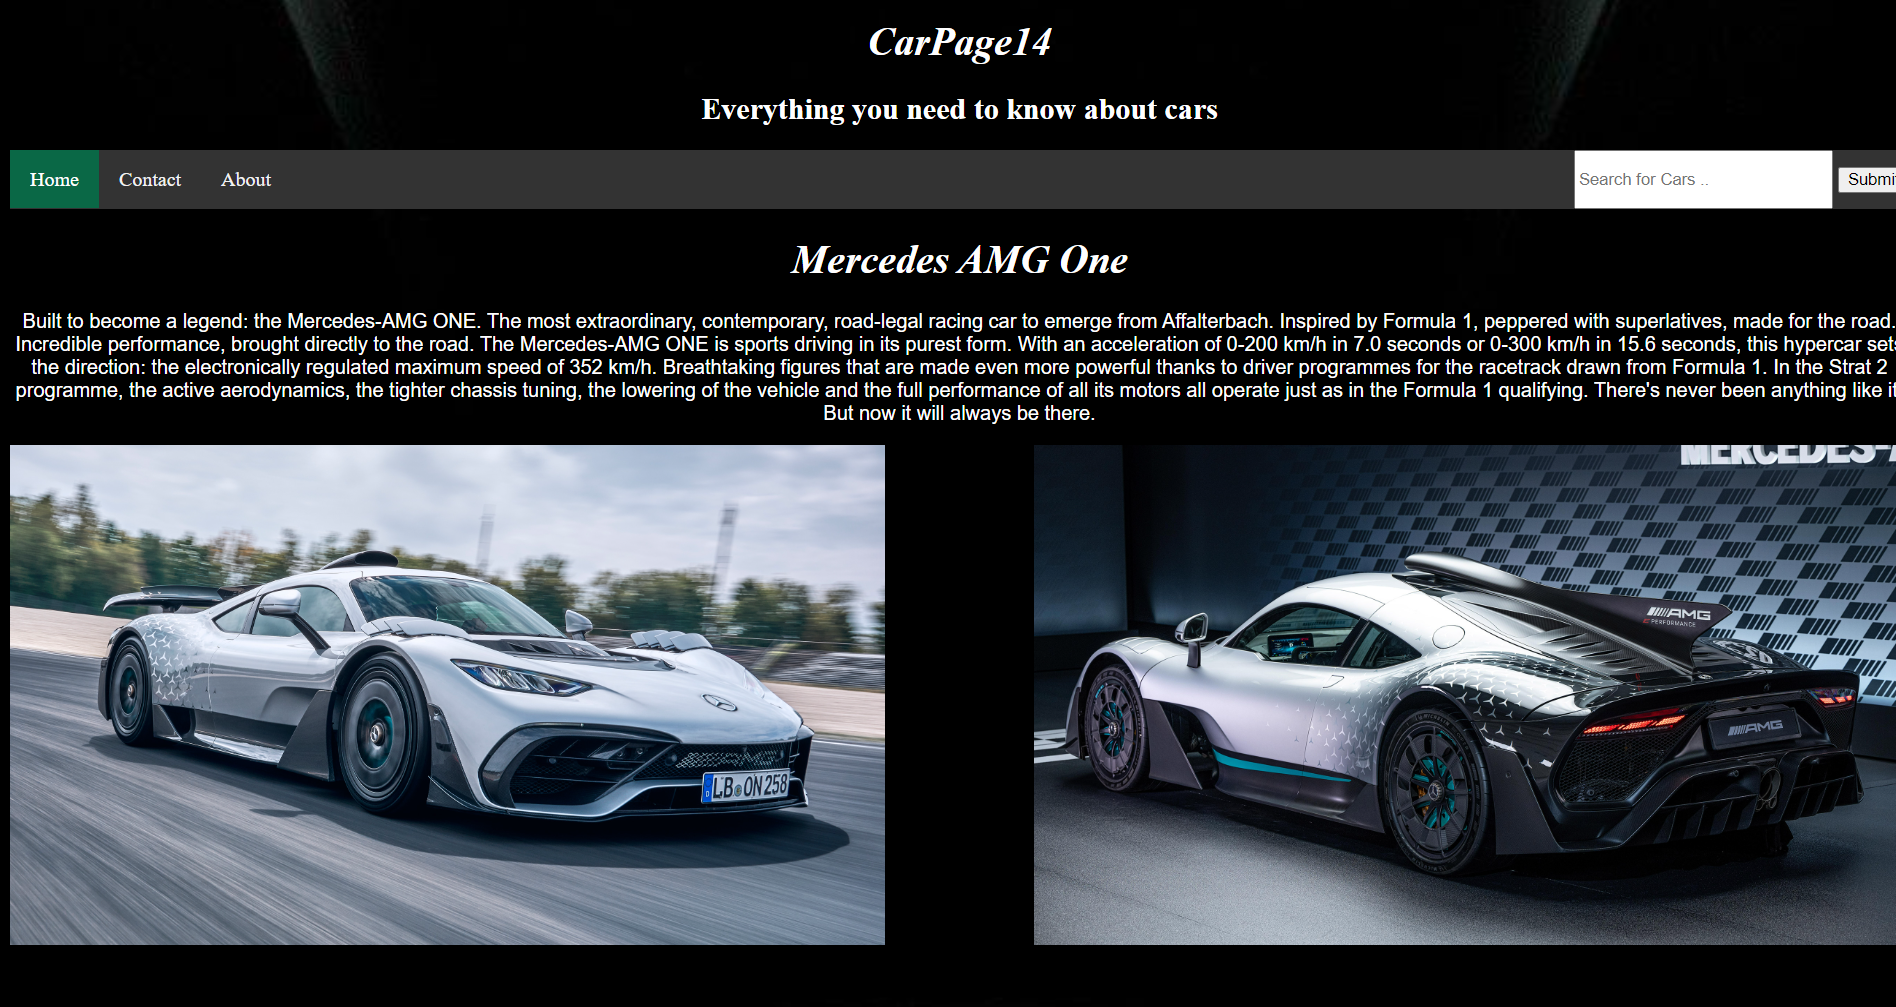 CarPage14
Everything you need to know about cars
Home Contact About Search for Cars .. Submi
Mercedes AMG One
Built to become a legend: the Mercedes-AMG ONE. The most extraordinary, contemporary, road-legal racing car to emerge from Affalterbach. Inspired by Formula 1, peppered with superlatives, made for the road.
Incredible performance, brought directly to the road. The Mercedes-AMG ONE is sports driving in its purest form. With an acceleration of 0-200 km/h in 7.0 seconds or 0-300 km/h in 15.6 seconds, this hypercar sets
the direction: the electronically regulated maximum speed of 352 km/h. Breathtaking figures that are made even more powerful thanks to driver programmes for the racetrack drawn from Formula 1. In the Strat 2
programme, the active aerodynamics, the tighter chassis tuning, the lowering of the vehicle and the full performance of all its motors all operate just as in the Formula 1 qualifying. There's never been anything like it
But now it will always be there.
MERCEDES-A
AMG
PERFORMANCE
AMG
D LB ON 258